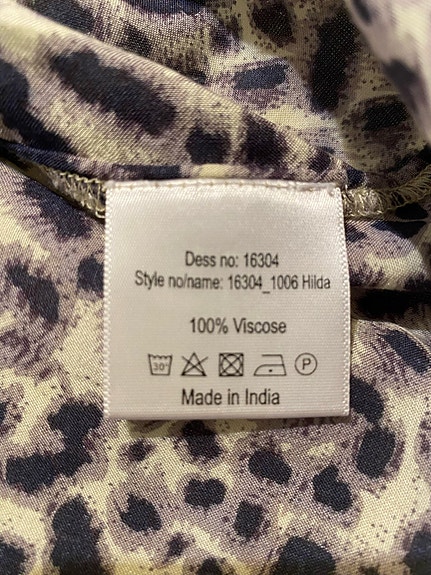 Dess no: 16304
Style no/name: 16304_1006 Hilda
100% Viscose
30° P
Made in India